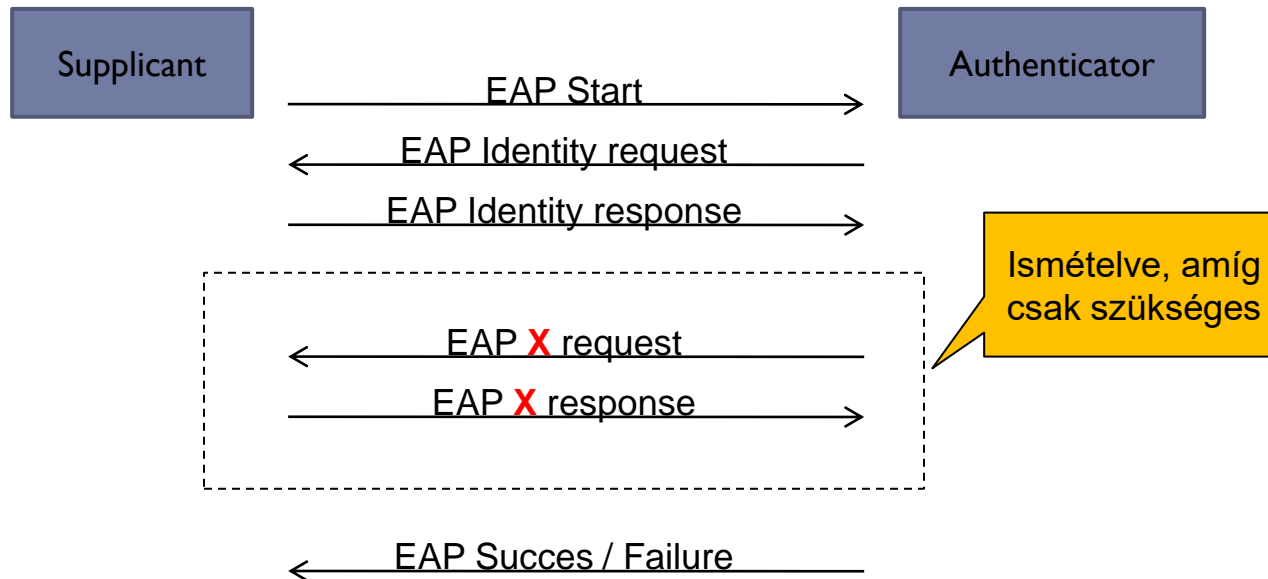 Supplicant
Authenticator
EAP Start
EAP Identity request
EAP Identity response
Ismételve, amíg
csak szükséges
EAP X request
EAP X response
EAP Succes / Failure